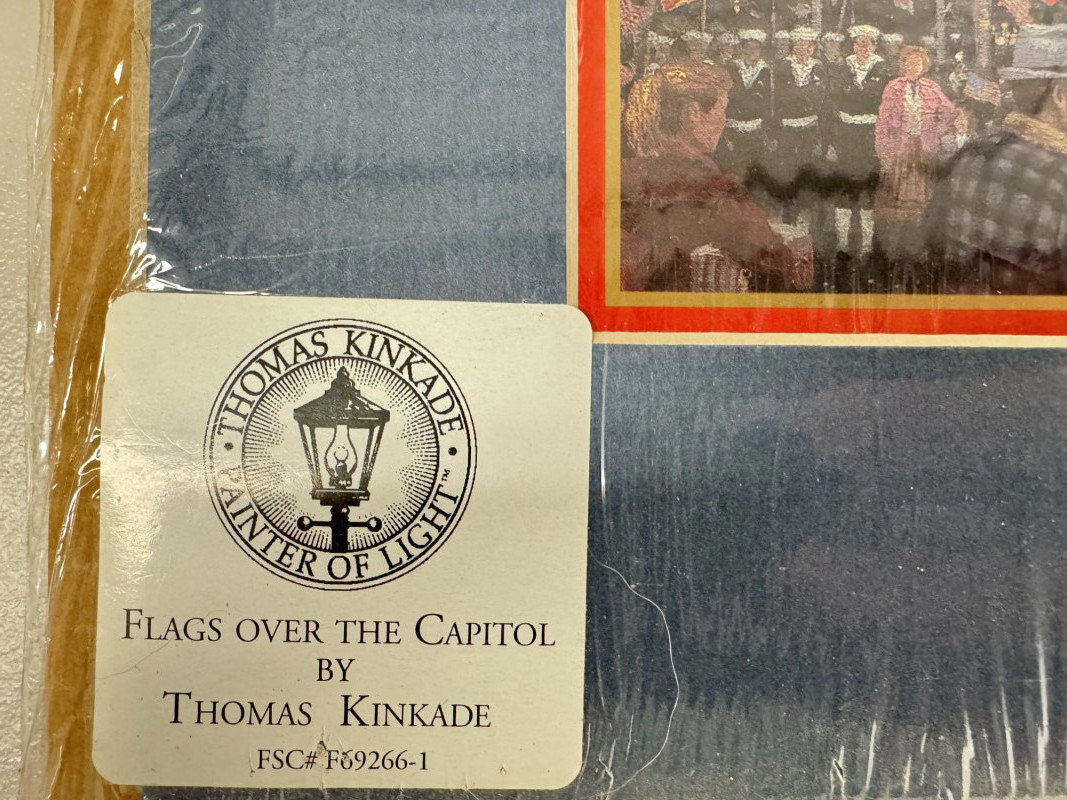 THOMAS KINKADE
PAINTER OF LIGHT™
FLAGS OVER THE CAPITOL
BY
THOMAS KINKADE
FSC# F69266-1